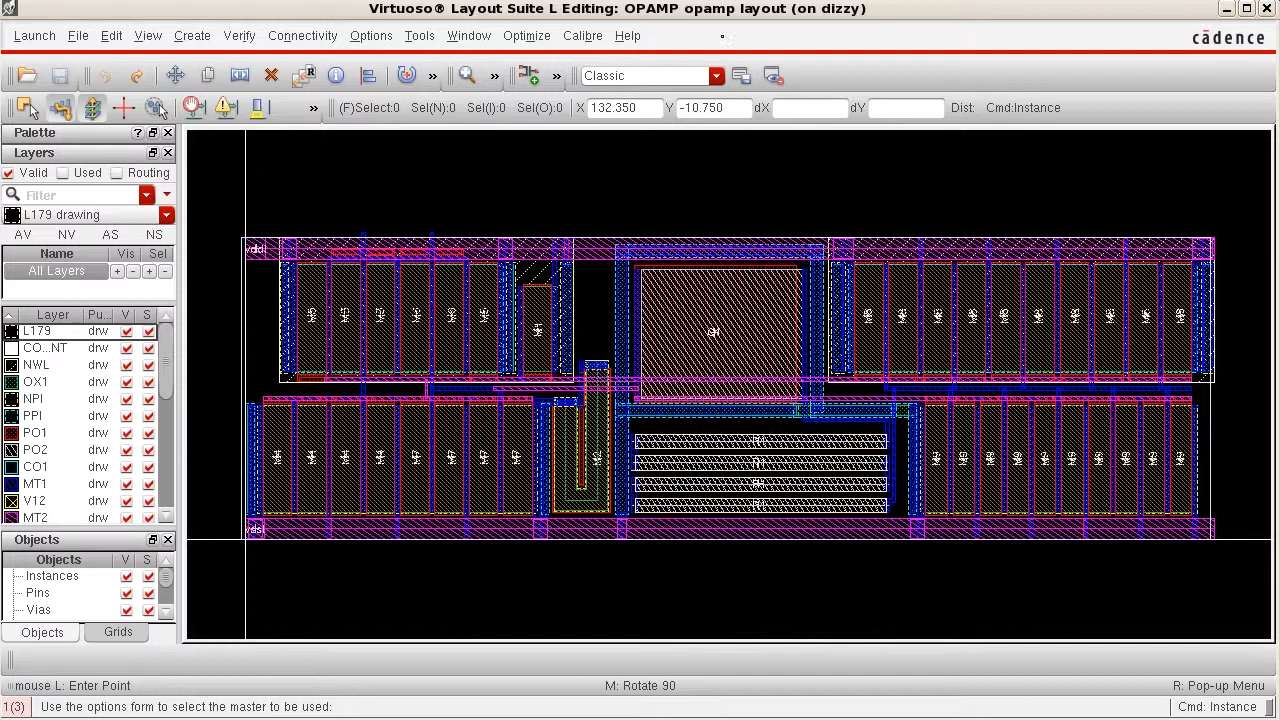 Virtuoso® Layout Suite L Editing: OPAMP opamp layout (on dizzy)
Launch File Edit View Create Verify Connectivity Options Tools Window Optimize Calibre Help cādence
R » » » Classic
» (F)Select:0 Sel(N):0 Sel(I):0 Sel(O):0 X 132.350 Y -10.750 dX dY Dist: Cmd:Instance
Palette ?
Layers
Valid Used Routing
Filter
L179 drawing
AV NV AS NS
Name Vis Sel
All Layers + - + -
Layer Pu... V S
L179 drw
CO...NT drw
NWL drw
OX1 drw
NPI drw
PPI drw
PO1 drw
PO2 drw
CO1 drw
MT1 drw
V12 drw
MT2 drw
Objects
Objects V S
Instances
Pins
Vias
Objects Grids
vdd!
vss!
mouse L: Enter Point M: Rotate 90 R: Pop-up Menu
1(3) Use the options form to select the master to be used: Cmd: Instance